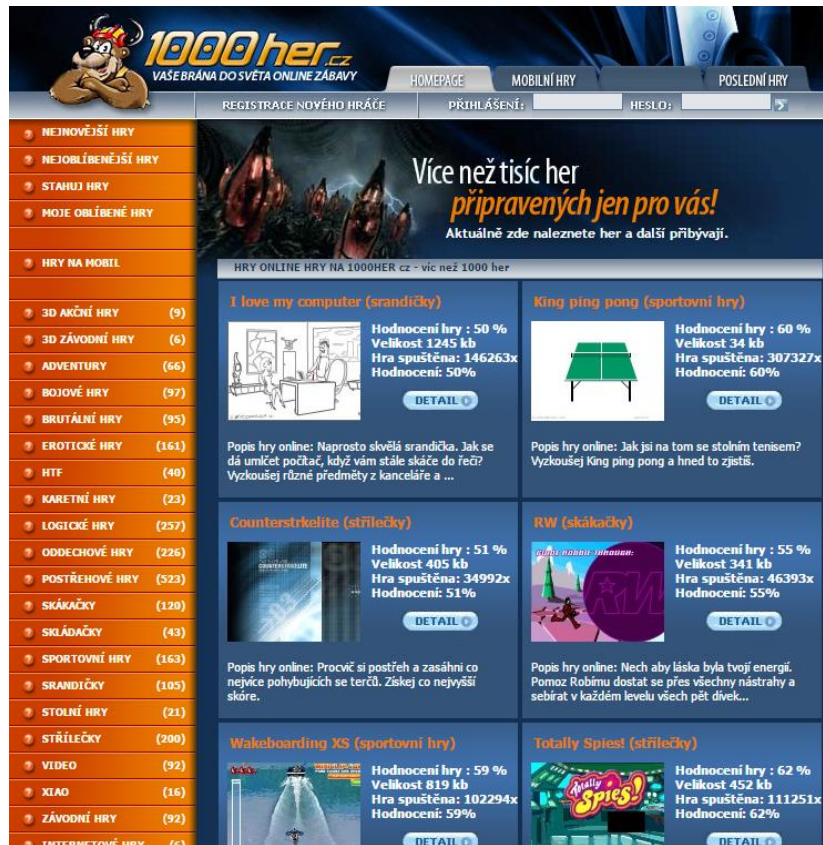 1000her.cz
VAŠE BRÁNA DO SVĚTA ONLINE ZÁBAVY
HOMEPAGE
MOBILNÍ HRY
POSLEDNÍ HRY
REGISTRACE NOVÉHO HRÁČE
PŘIHLÁŠENÍ:
HESLO:
NEJNOVĚJŠÍ HRY
NEJOBLÍBENĚJŠÍ HRY
STAHUJ HRY
MOJE OBLÍBENÉ HRY
HRY NA MOBIL
3D AKČNÍ HRY (9)
3D ZÁVODNÍ HRY (6)
ADVENTURY (66)
BOJOVÉ HRY (97)
BRUTÁLNÍ HRY (95)
EROTICKÉ HRY (161)
HTF (40)
KARETNÍ HRY (23)
LOGICKÉ HRY (257)
ODDECHOVÉ HRY (226)
POSTŘEHOVÉ HRY (523)
SKÁKAČKY (120)
SKLÁDAČKY (43)
SPORTOVNÍ HRY (163)
SRANDIČKY (105)
STOLNÍ HRY (21)
STŘÍLEČKY (200)
VIDEO (92)
XIAO (16)
ZÁVODNÍ HRY (92)
INTERNETOVÉ HRY (6)
Více než tisíc her
připravených jen pro vás!
Aktuálně zde naleznete her a další přibývají.
HRY ONLINE HRY NA 1000HER cz - víc než 1000 her
I love my computer (srandičky)
Hodnocení hry : 50 %
Velikost 1245 kb
Hra spuštěna: 146263x
Hodnocení: 50%
DETAIL
Popis hry online: Naprosto skvělá srandička. Jak se
dá umlčet počítač, když vám stále skáče do řeči?
Vyzkoušej různé předměty z kanceláře a ...
King ping pong (sportovní hry)
Hodnocení hry : 60 %
Velikost 34 kb
Hra spuštěna: 307327x
Hodnocení: 60%
DETAIL
Popis hry online: Jak jsi na tom se stolním tenisem?
Vyzkoušej King ping pong a hned to zjistíš.
Counterstrkelite (střílečky)
COUNTERSTRKELITE
Hodnocení hry : 51 %
Velikost 405 kb
Hra spuštěna: 34992x
Hodnocení: 51%
DETAIL
Popis hry online: Procvič si postřeh a zasáhni co
nejvíce pohybujících se terčů. Získej co nejvyšší
skóre.
RW (skákačky)
GUIDE ROBBIE THROUGH:
RW
Hodnocení hry : 55 %
Velikost 341 kb
Hra spuštěna: 46393x
Hodnocení: 55%
DETAIL
Popis hry online: Nech aby láska byla tvojí energií.
Pomoz Robímu dostat se přes všechny nástrahy a
sebírat v každém levelu všech pět dívek...
Wakeboarding XS (sportovní hry)
Hodnocení hry : 59 %
Velikost 819 kb
Hra spuštěna: 102294x
Hodnocení: 59%
DETAIL
Totally Spies! (střílečky)
Totally
Spies!
Hodnocení hry : 62 %
Velikost 452 kb
Hra spuštěna: 111251x
Hodnocení: 62%
DETAIL